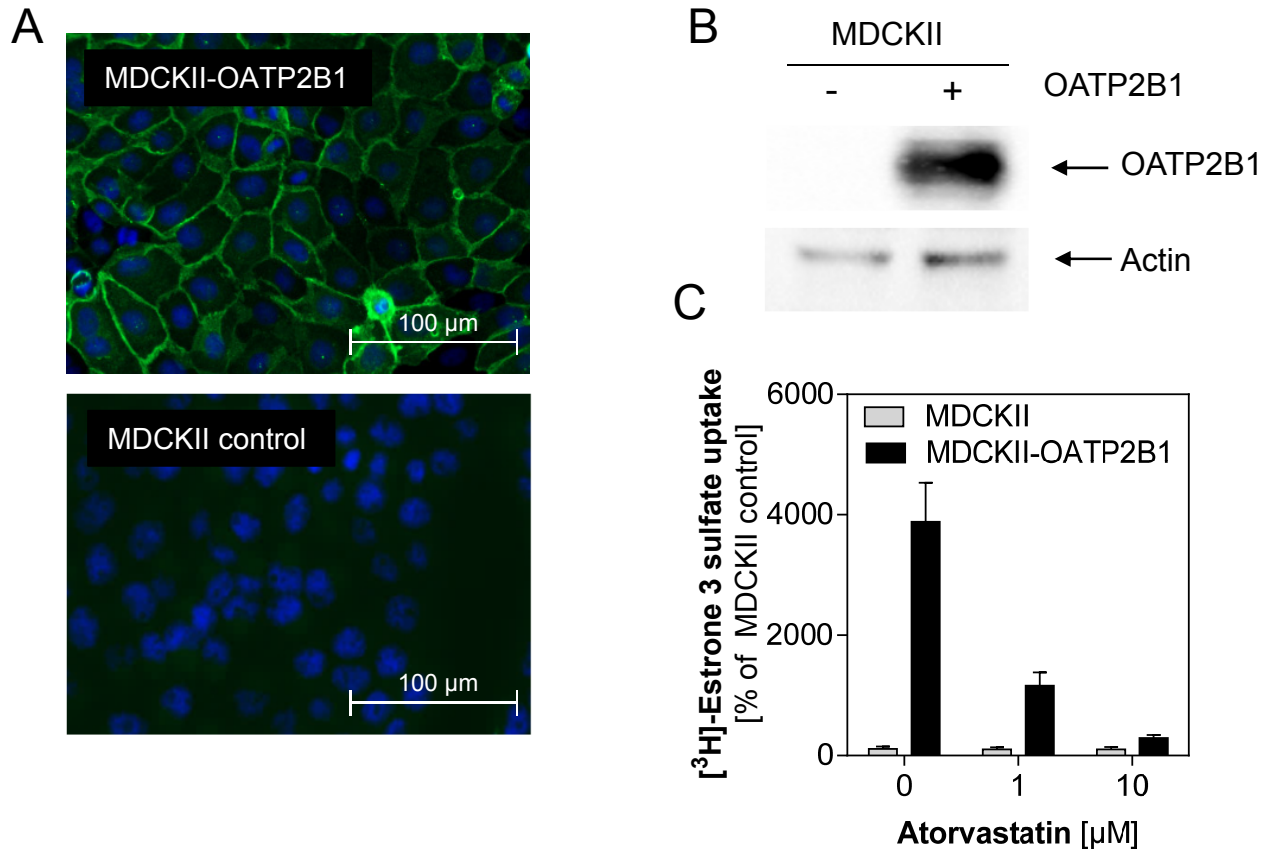 A
MDCKII-OATP2B1
100 µm
MDCKII control
100 µm
B
MDCKII
- + OATP2B1
OATP2B1
Actin
C
[³H]-Estrone 3 sulfate uptake
[% of MDCKII control]
6000
4000
2000
0
MDCKII
MDCKII-OATP2B1
0 1 10
Atorvastatin [µM]